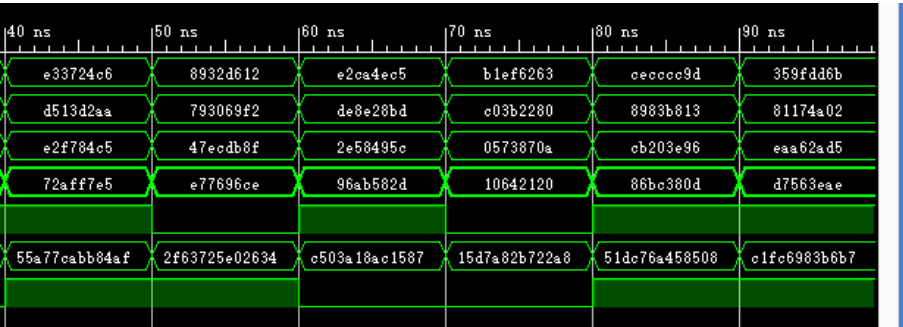 40 ns 50 ns 60 ns 70 ns 80 ns 90 ns
e33724c6 8932d612 e2ca4ec5 b1ef6263 cecccc9d 359fdd6b
d513d2aa 793069f2 de8e28bd c03b2280 8983b813 81174a02
e2f784c5 47ecdb8f 2e58495c 0573870a cb203e96 eaa62ad5
72aff7e5 e77696ce 96ab582d 10642120 86bc380d d7563eae
55a77cabb84af 2f63725e02634 c503a18ac1587 15d7a82b722a8 51dc76a458508 c1fc6983b6b7